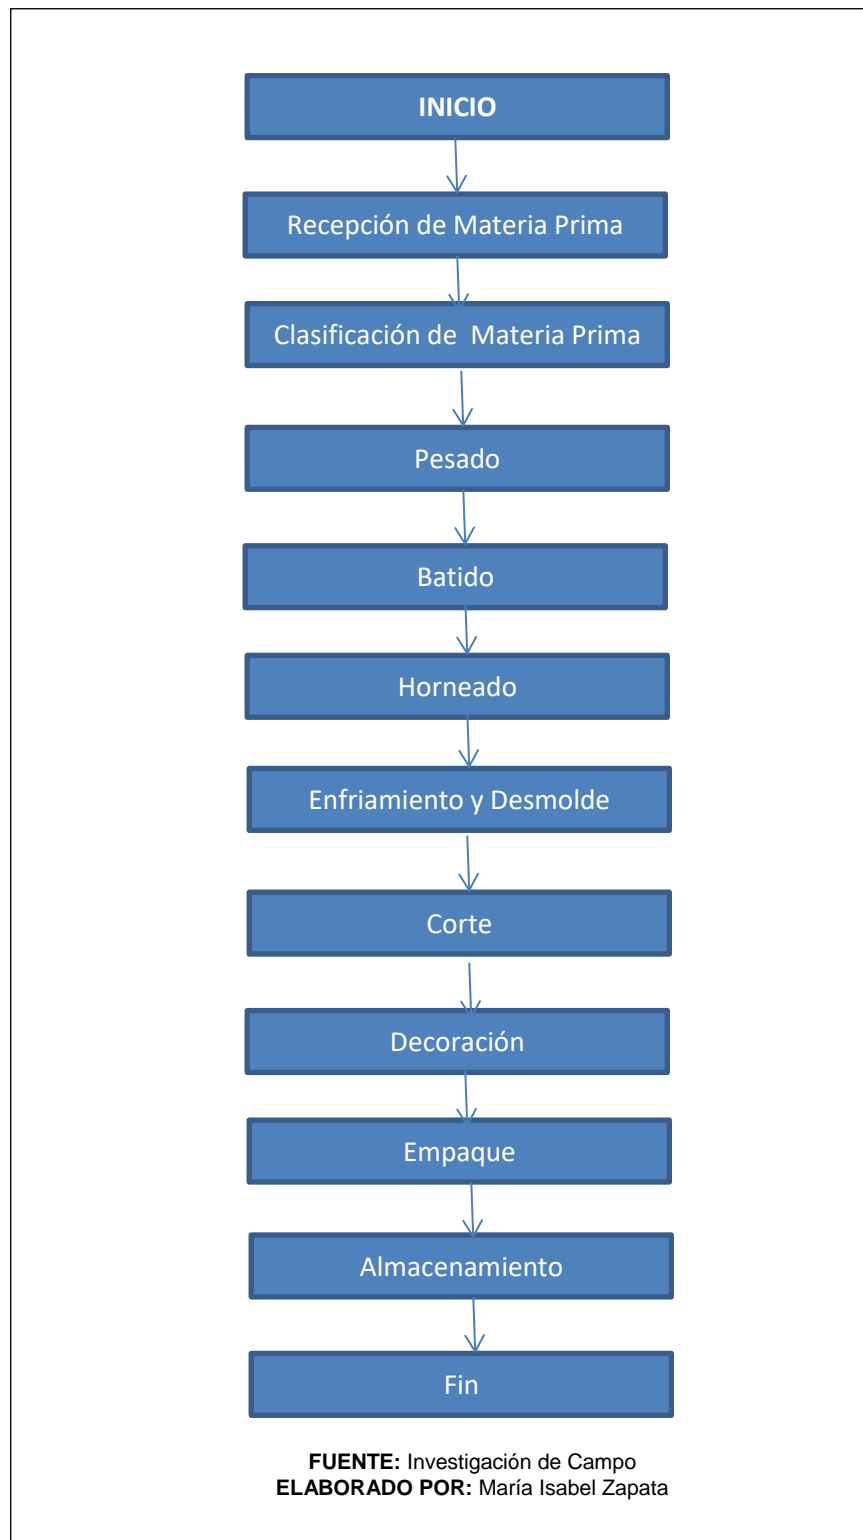 INICIO
Recepción de Materia Prima
Clasificación de  Materia Prima
Pesado
Batido
Horneado
Enfriamiento y Desmolde
Corte
Decoración
Empaque
Almacenamiento
Fin
FUENTE: Investigación de Campo
ELABORADO POR: María Isabel Zapata